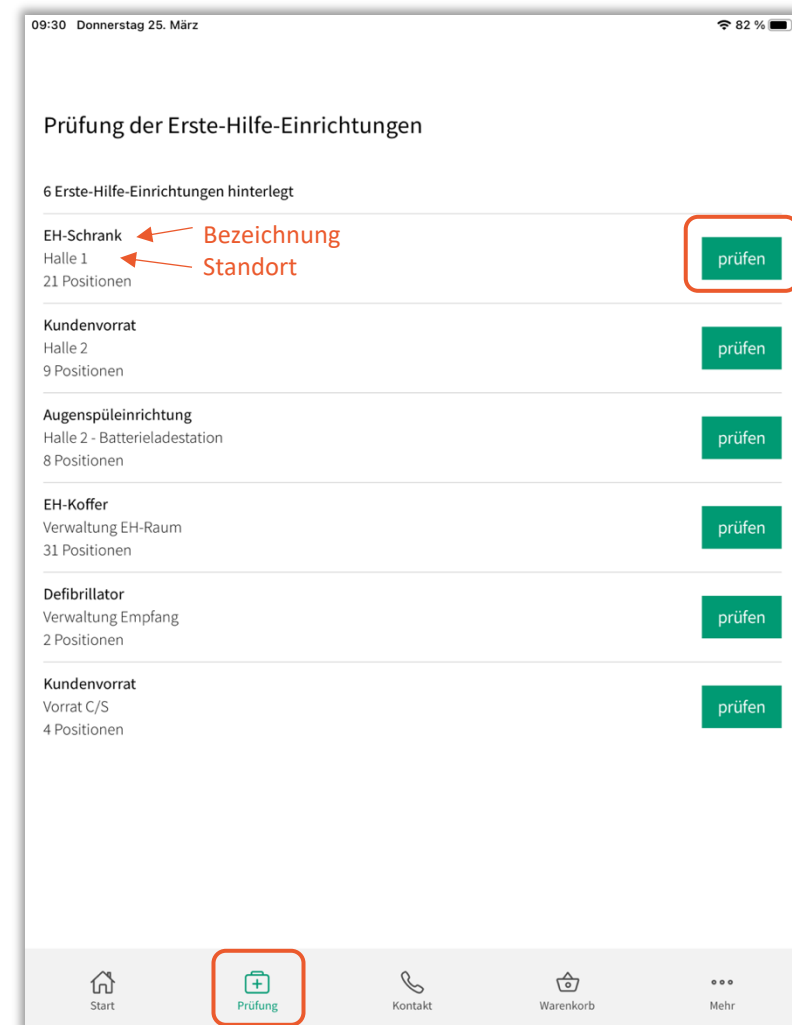 09:30 Donnerstag 25. März 82 %
Prüfung der Erste-Hilfe-Einrichtungen
6 Erste-Hilfe-Einrichtungen hinterlegt
EH-Schrank
Bezeichnung
Halle 1
Standort
21 Positionen
prüfen
Kundenvorrat
Halle 2
9 Positionen
prüfen
Augenspüleinrichtung
Halle 2 - Batterieladestation
8 Positionen
prüfen
EH-Koffer
Verwaltung EH-Raum
31 Positionen
prüfen
Defibrillator
Verwaltung Empfang
2 Positionen
prüfen
Kundenvorrat
Vorrat C/S
4 Positionen
prüfen
Start Prüfung Kontakt Warenkorb Mehr